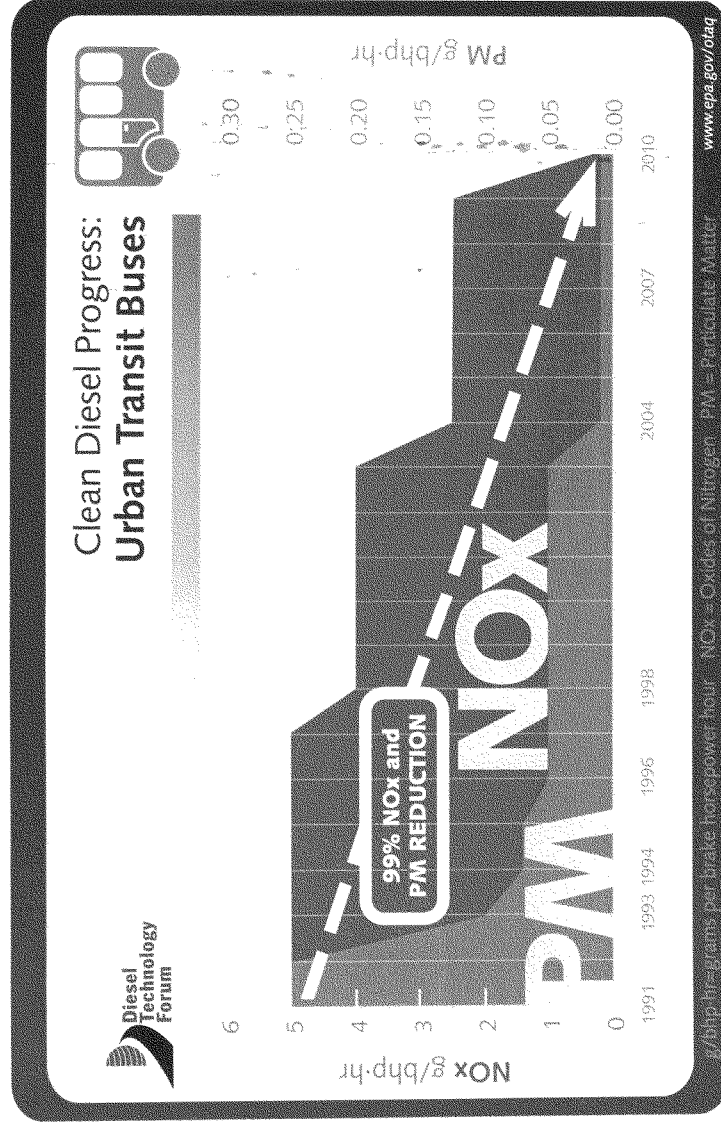 Diesel
Technology
Forum
Clean Diesel Progress:
Urban Transit Buses
NOx g/bhp·hr
6
5
4
3
2
1
0
99% NOx and
PM REDUCTION
NOx
PM
PM g/bhp·hr
0.30
0.25
0.20
0.15
0.10
0.05
0.00
1991 1993 1994 1996 1998 2004 2007 2010
g/bhp·hr=grams per brake horsepower hour NOx = Oxides of Nitrogen PM = Particulate Matter www.epa.gov/otaq